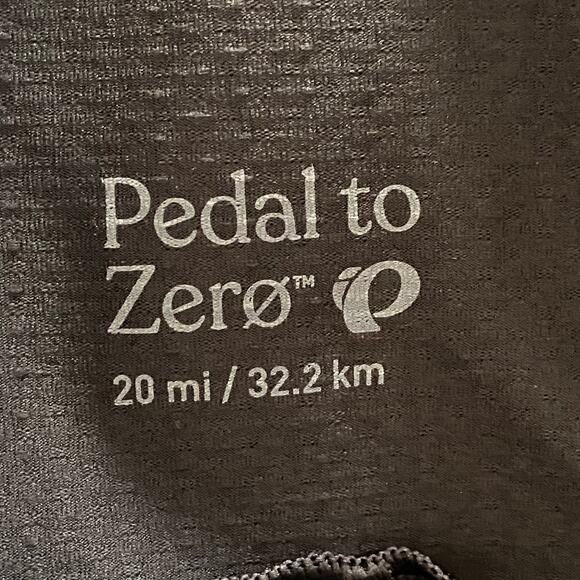 Pedal to
Zerø™
20 mi / 32.2 km